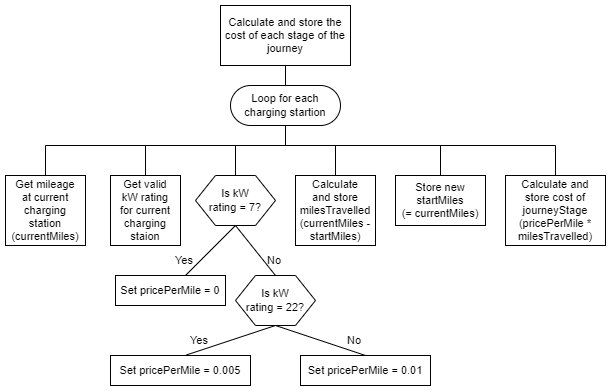 Calculate and store the
cost of each stage of the
journey
Loop for each
charging startion
Get mileage
at current
charging
station
(currentMiles)
Get valid
kW rating
for current
charging
staion
Is kW
rating = 7?
Calculate
and store
milesTravelled
(currentMiles -
startMiles)
Store new
startMiles
(= currentMiles)
Calculate and
store cost of
journeyStage
(pricePerMile *
milesTravelled)
Yes
No
Set pricePerMile = 0
Is kW
rating = 22?
Yes
No
Set pricePerMile = 0.005
Set pricePerMile = 0.01